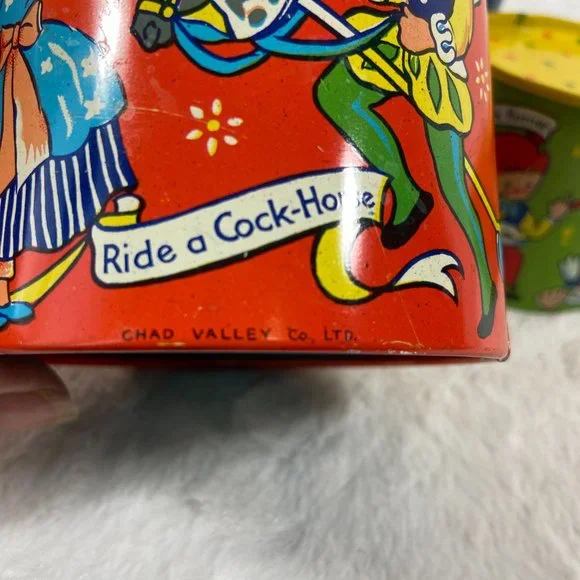 Ride a Cock-Horse
CHAD VALLEY Co, LTD.